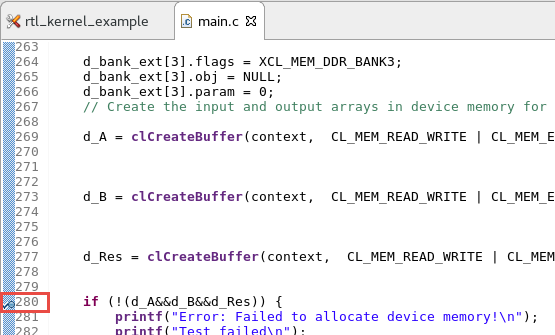 rtl_kernel_example
main.c
263
264 d_bank_ext[3].flags = XCL_MEM_DDR_BANK3;
265 d_bank_ext[3].obj = NULL;
266 d_bank_ext[3].param = 0;
267 // Create the input and output arrays in device memory for
268
269 d_A = clCreateBuffer(context,  CL_MEM_READ_WRITE | CL_MEM_E
270
271
272
273 d_B = clCreateBuffer(context,  CL_MEM_READ_WRITE | CL_MEM_E
274
275
276
277 d_Res = clCreateBuffer(context,  CL_MEM_READ_WRITE | CL_MEM
278
279
280 if (!(d_A&&d_B&&d_Res)) {
281 printf("Error: Failed to allocate device memory!\n");
282 printf("Test failed\n");